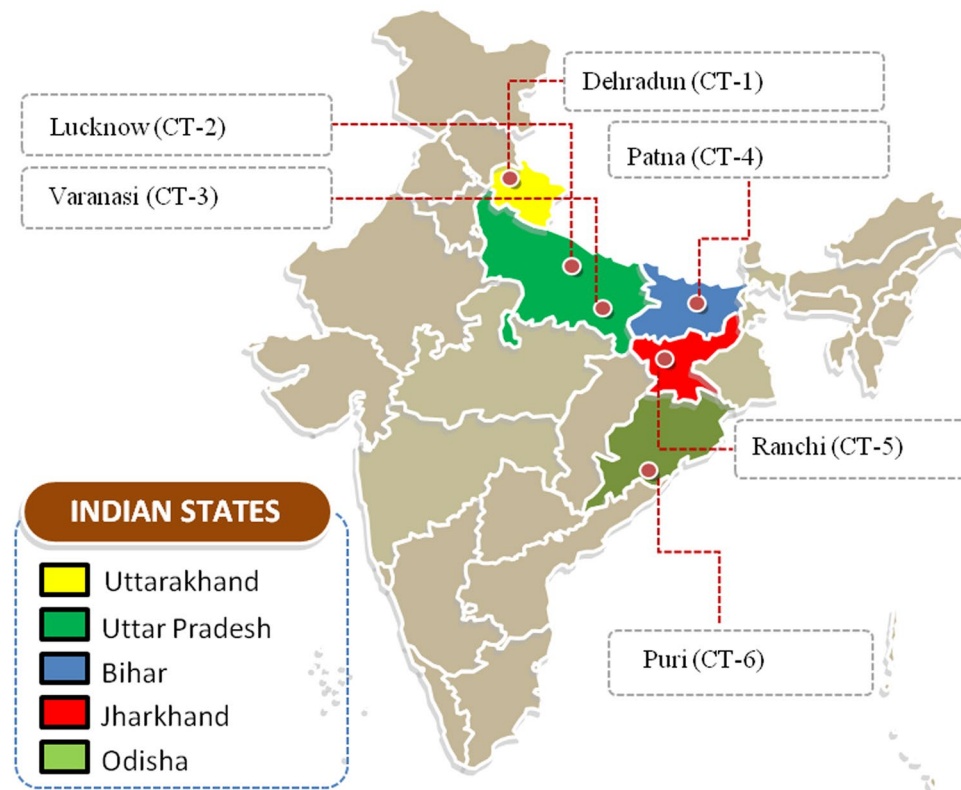 Dehradun (CT-1)
Lucknow (CT-2)
Patna (CT-4)
Varanasi (CT-3)
Ranchi (CT-5)
INDIAN STATES
Uttarakhand
Uttar Pradesh
Bihar
Puri (CT-6)
Jharkhand
Odisha